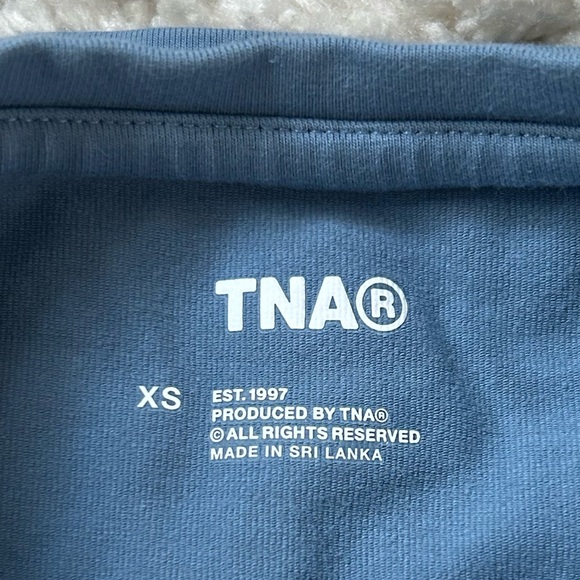 TNA®
XS
EST. 1997
PRODUCED BY TNA®
© ALL RIGHTS RESERVED
MADE IN SRI LANKA